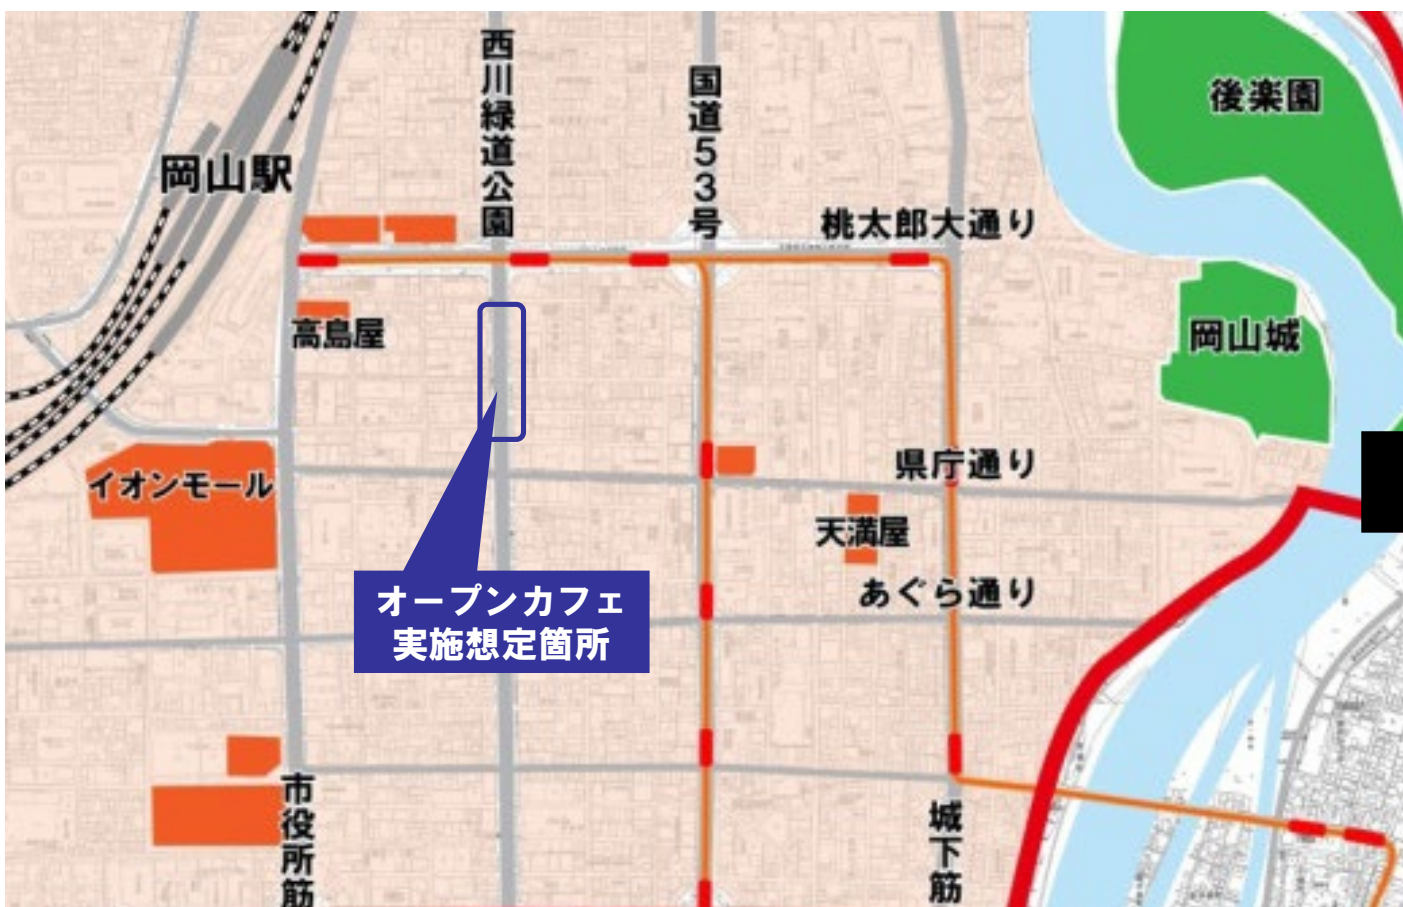 西川緑道公園
国道53号
後楽園
岡山駅
桃太郎大通り
高島屋
岡山城
イオンモール
県庁通り
天満屋
あぐら通り
オープンカフェ
実施想定箇所
市役所筋
城下筋